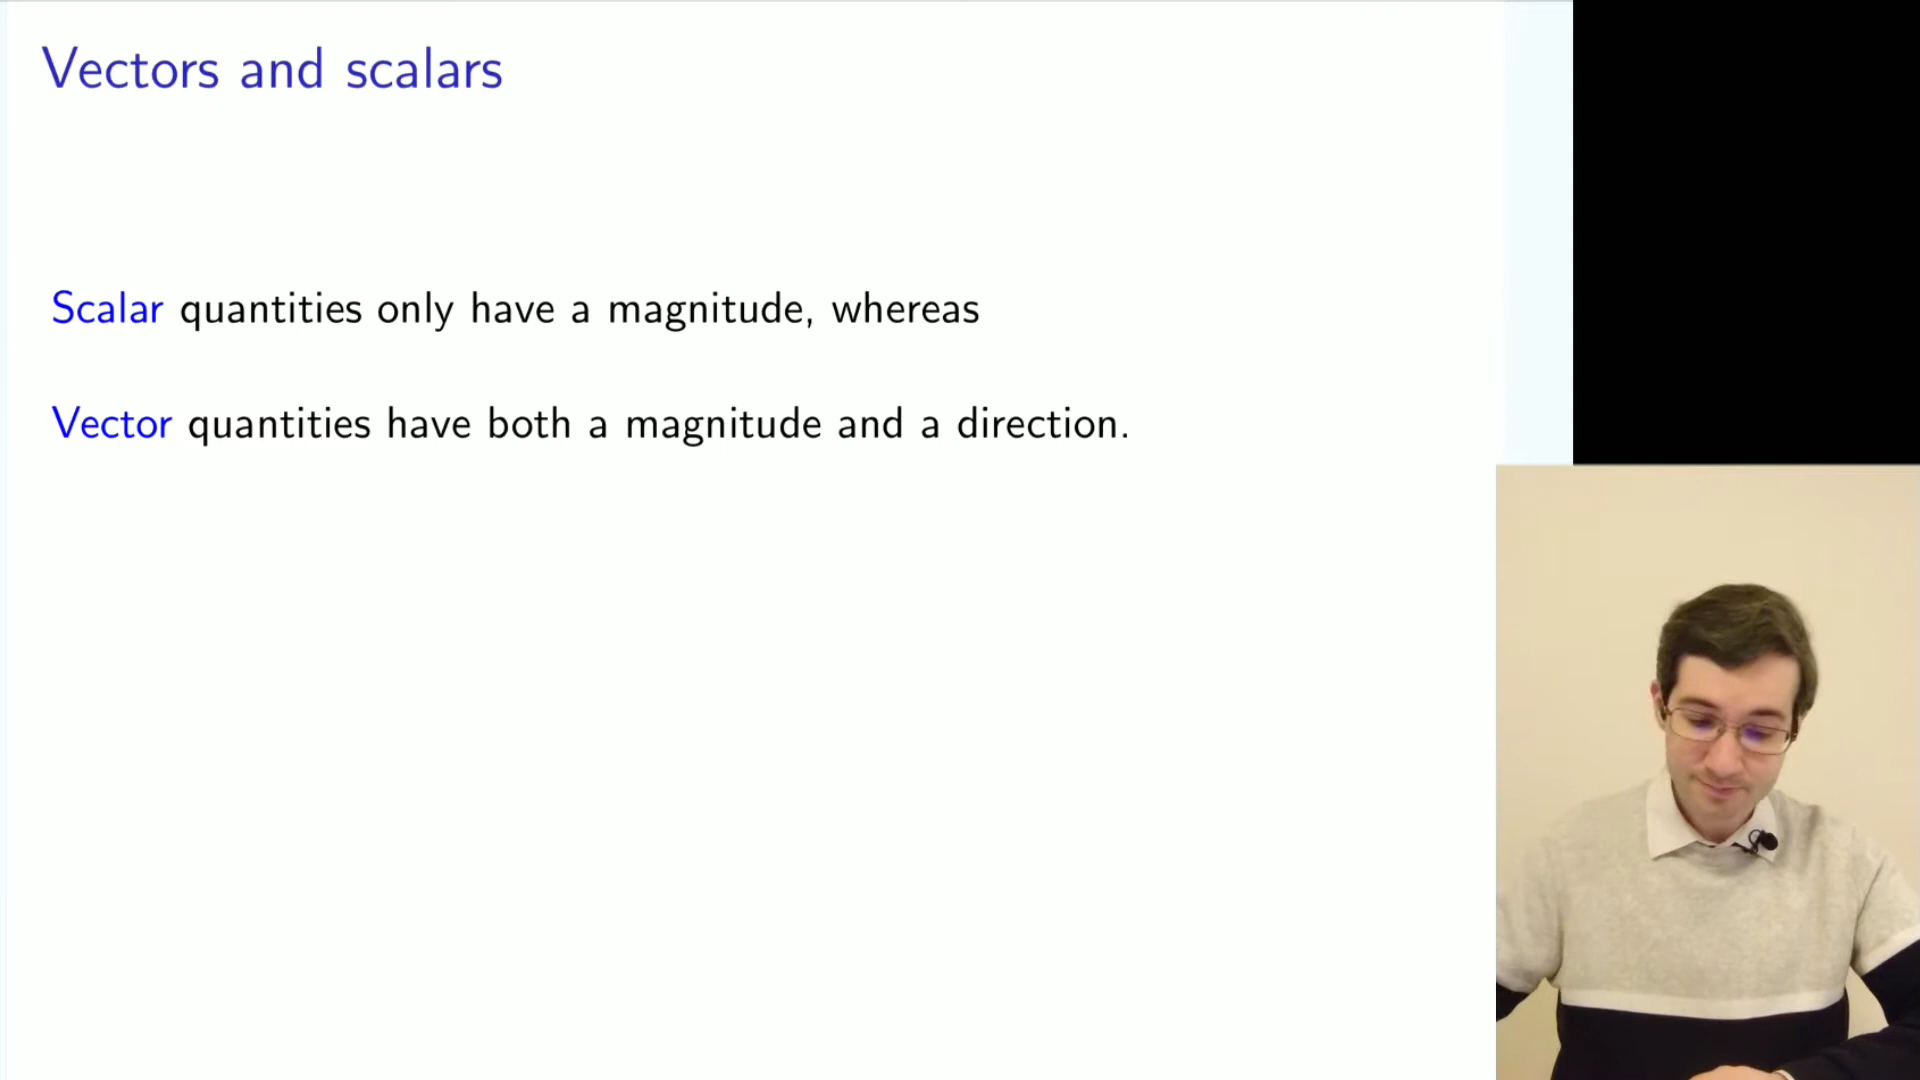 Vectors and scalars
Scalar quantities only have a magnitude, whereas
Vector quantities have both a magnitude and a direction.